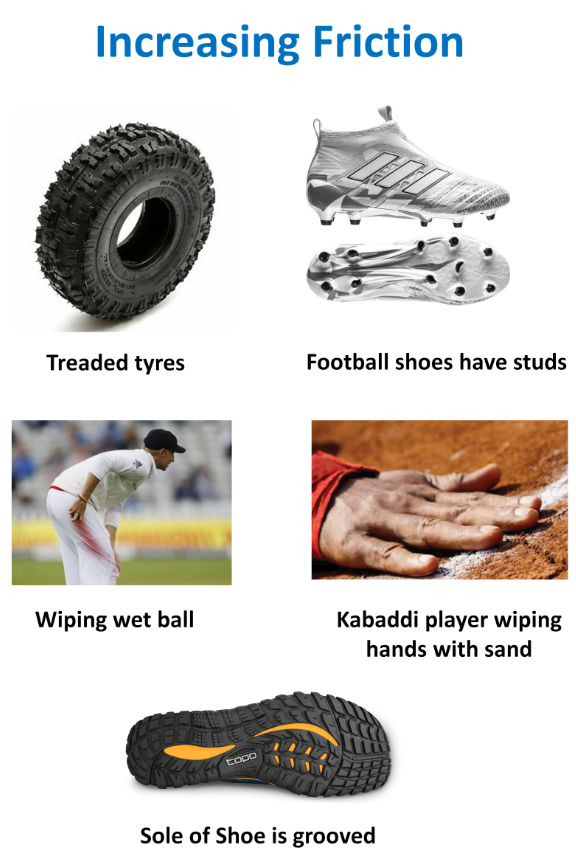 Increasing Friction
Treaded tyres
Football shoes have studs
Wiping wet ball
Kabaddi player wiping
hands with sand
topo
Sole of Shoe is grooved